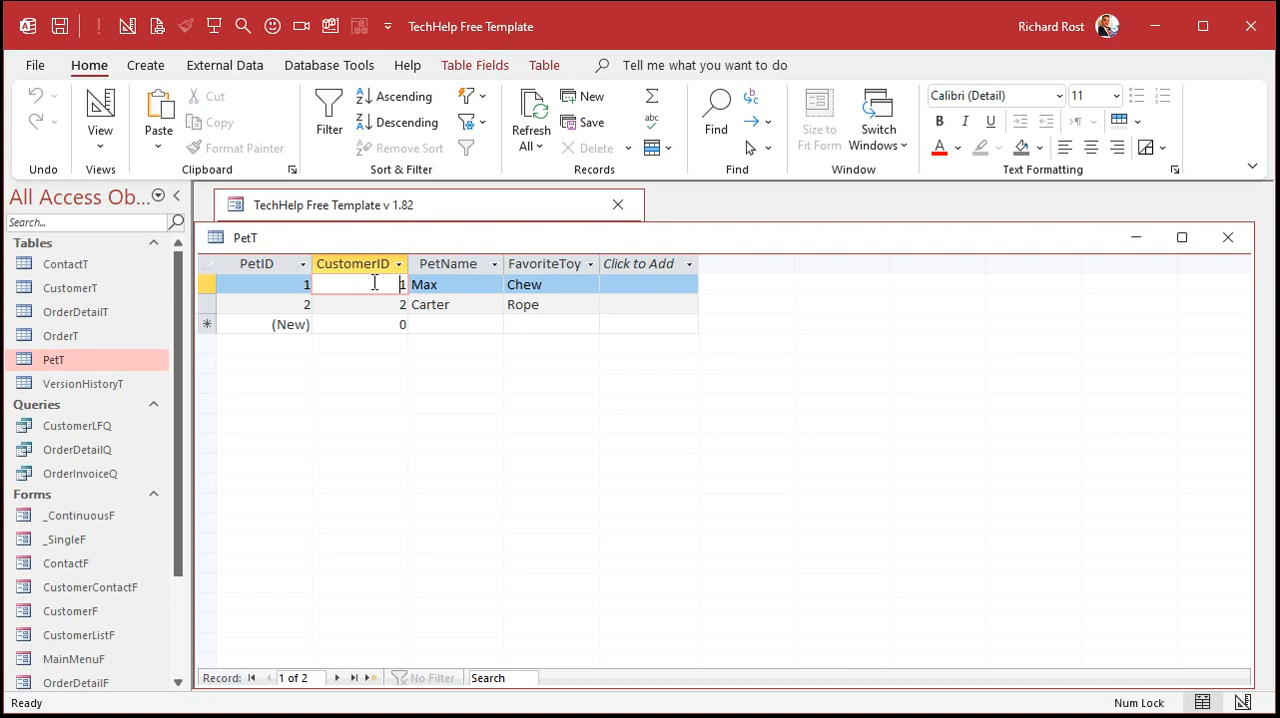 TechHelp Free Template
Richard Rost
File Home Create External Data Database Tools Help Table Fields Table Tell me what you want to do
Undo
View
Views
Paste
Cut
Copy
Format Painter
Clipboard
Filter
Ascending
Descending
Remove Sort
Sort & Filter
Refresh All
New
Save
Delete
Records
Find
Find
Size to Fit Form
Switch Windows
Window
Calibri (Detail) 11
B I U
A
Text Formatting
All Access Ob...
Search...
Tables
ContactT
CustomerT
OrderDetailT
OrderT
PetT
VersionHistoryT
Queries
CustomerLFQ
OrderDetailQ
OrderInvoiceQ
Forms
_ContinuousF
_SingleF
ContactF
CustomerContactF
CustomerF
CustomerListF
MainMenuF
OrderDetailF
TechHelp Free Template v 1.82
PetT
PetID CustomerID PetName FavoriteToy Click to Add
1 1 Max Chew
2 2 Carter Rope
* (New) 0
Record: 1 of 2 No Filter Search
Ready
Num Lock